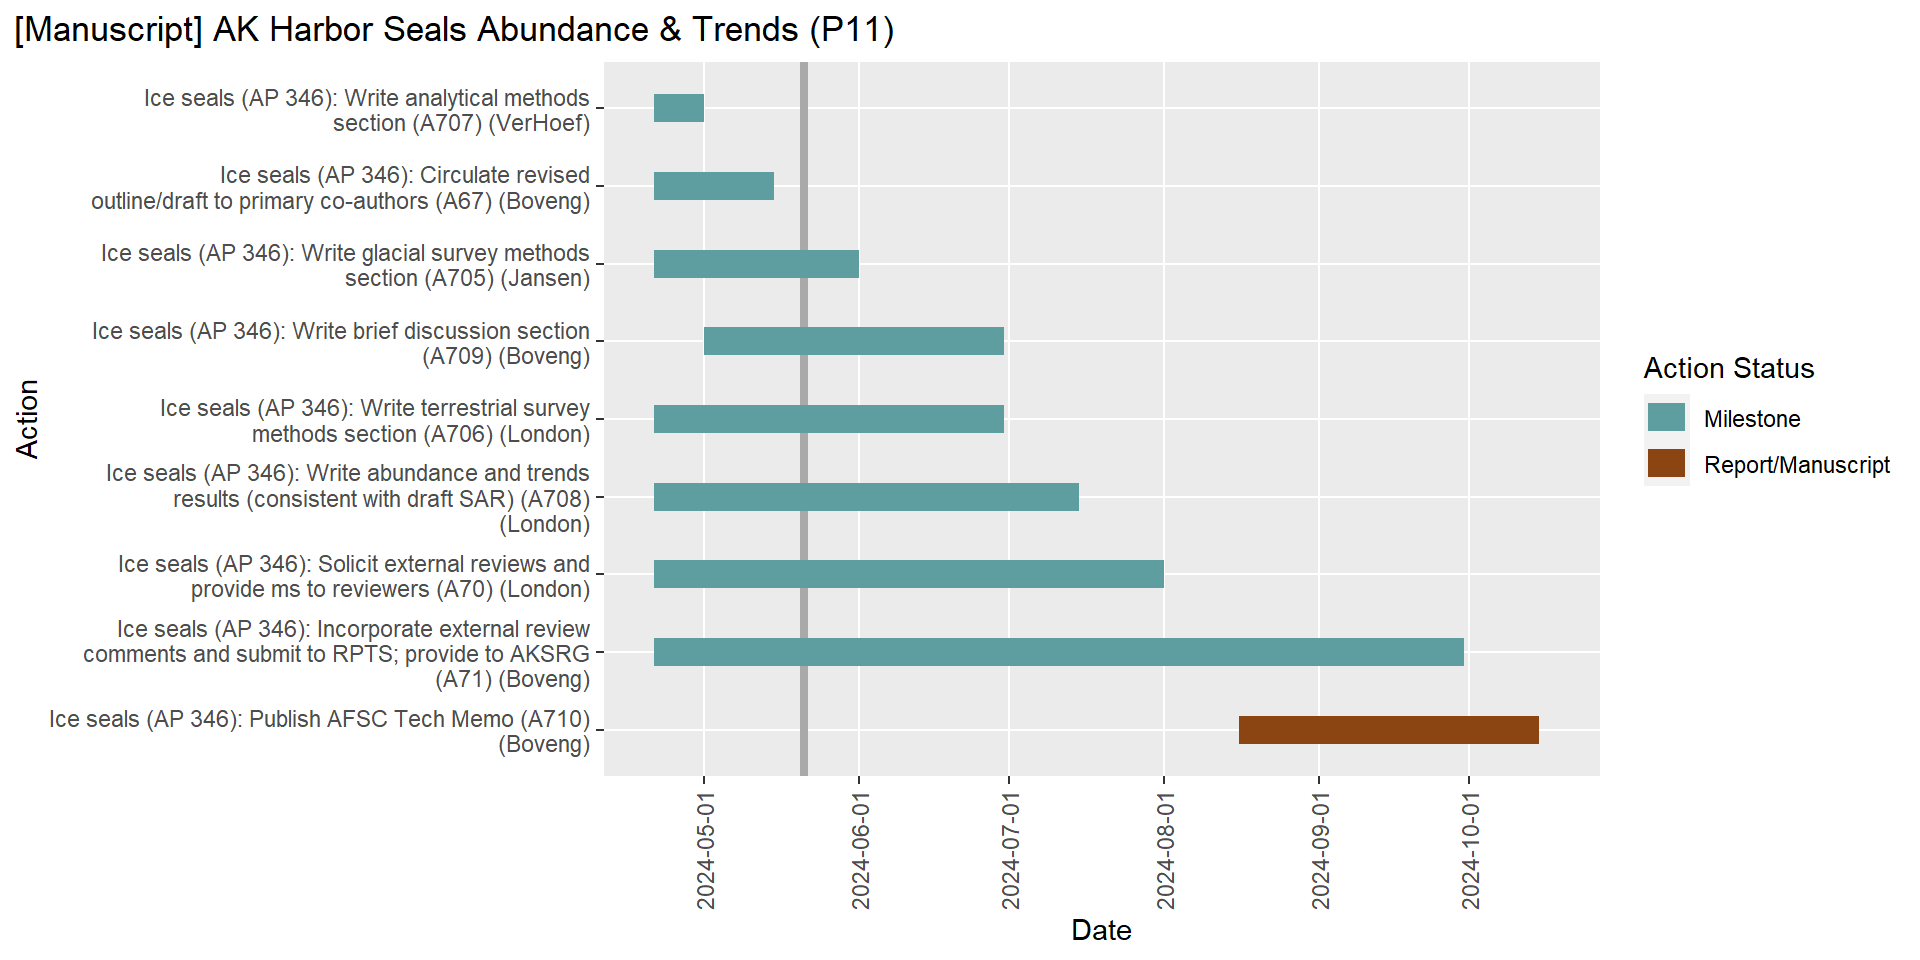 [Manuscript] AK Harbor Seals Abundance & Trends (P11)
Ice seals (AP 346): Write analytical methods
section (A707) (VerHoef)
Ice seals (AP 346): Circulate revised
outline/draft to primary co-authors (A67) (Boveng)
Ice seals (AP 346): Write glacial survey methods
section (A705) (Jansen)
Ice seals (AP 346): Write brief discussion section
(A709) (Boveng)
Ice seals (AP 346): Write terrestrial survey
methods section (A706) (London)
Ice seals (AP 346): Write abundance and trends
results (consistent with draft SAR) (A708)
(London)
Ice seals (AP 346): Solicit external reviews and
provide ms to reviewers (A70) (London)
Ice seals (AP 346): Incorporate external review
comments and submit to RPTS; provide to AKSRG
(A71) (Boveng)
Ice seals (AP 346): Publish AFSC Tech Memo (A710)
(Boveng)
Action
2024-05-01
2024-06-01
2024-07-01
2024-08-01
2024-09-01
2024-10-01
Date
Action Status
Milestone
Report/Manuscript